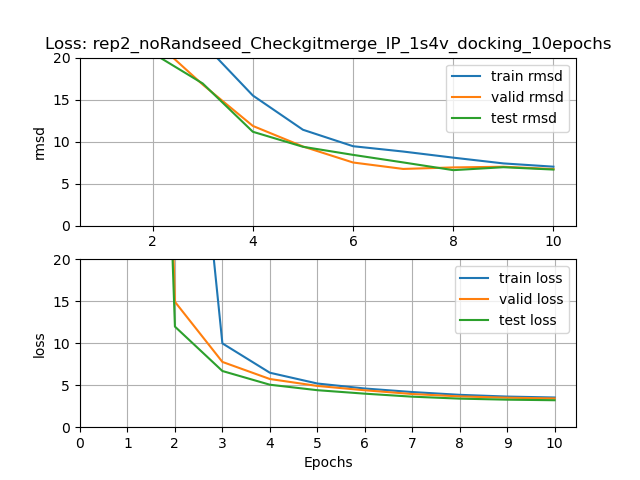 Loss: rep2_noRandseed_Checkgitmerge_IP_1s4v_docking_10epochs
20
15
10
5
0
rmsd
train rmsd
valid rmsd
test rmsd
2 4 6 8 10
20
15
10
5
0
loss
train loss
valid loss
test loss
0 1 2 3 4 5 6 7 8 9 10
Epochs